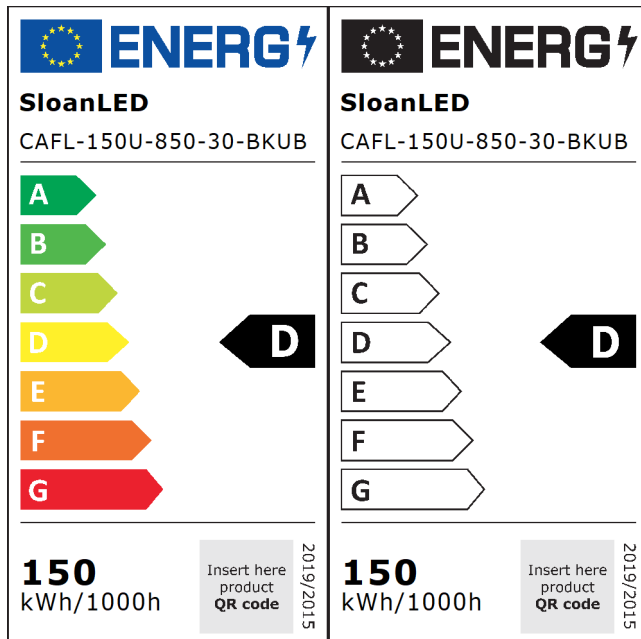 ENERG
SloanLED
CAFL-150U-850-30-BKUB
A
B
C
D
D
E
F
G
150
kWh/1000h
Insert here
product
QR code
2019/2015
ENERG
SloanLED
CAFL-150U-850-30-BKUB
A
B
C
D
D
E
F
G
150
kWh/1000h
Insert here
product
QR code
2019/2015